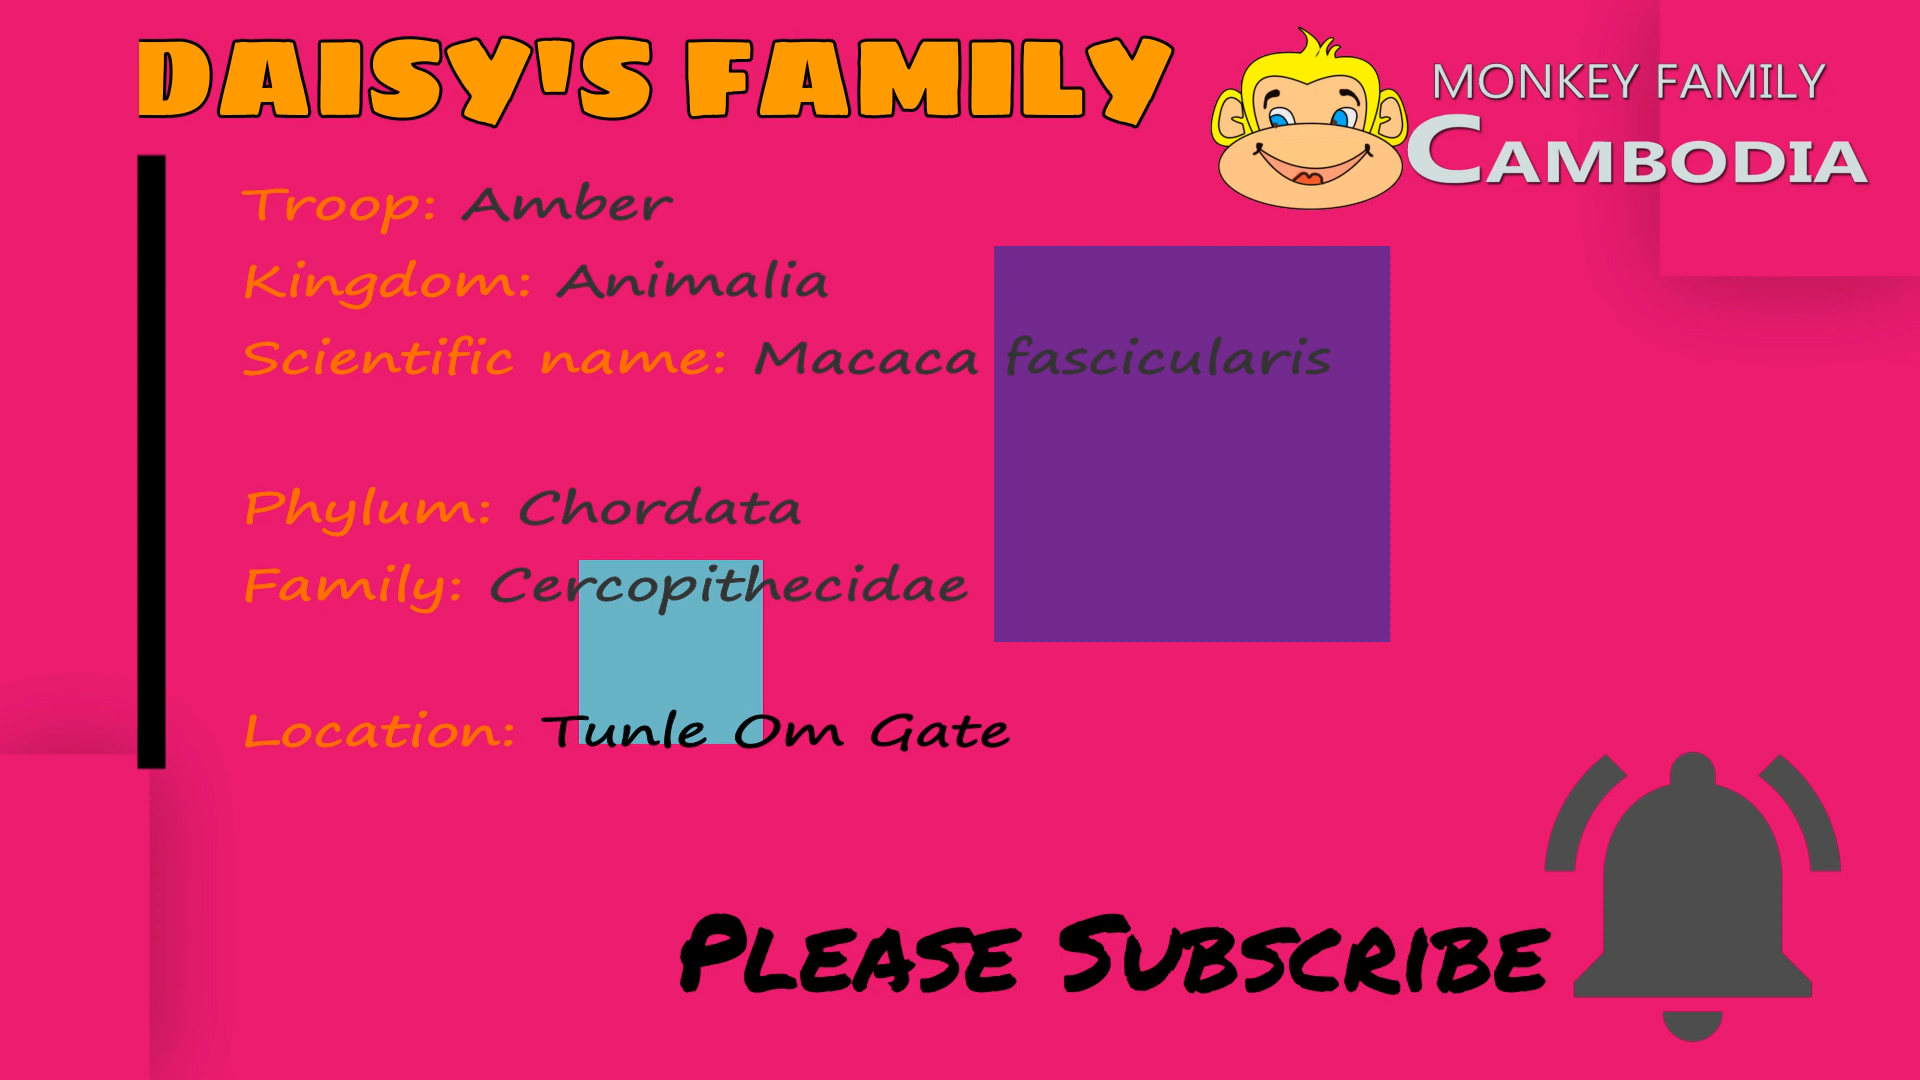 DAISY'S FAMILY
MONKEY FAMILY
CAMBODIA
Troop: Amber
Kingdom: Animalia
Scientific name: Macaca fascicularis
Phylum: Chordata
Family: Cercopithecidae
Location: Tunle Om Gate
PLEASE SUBSCRIBE